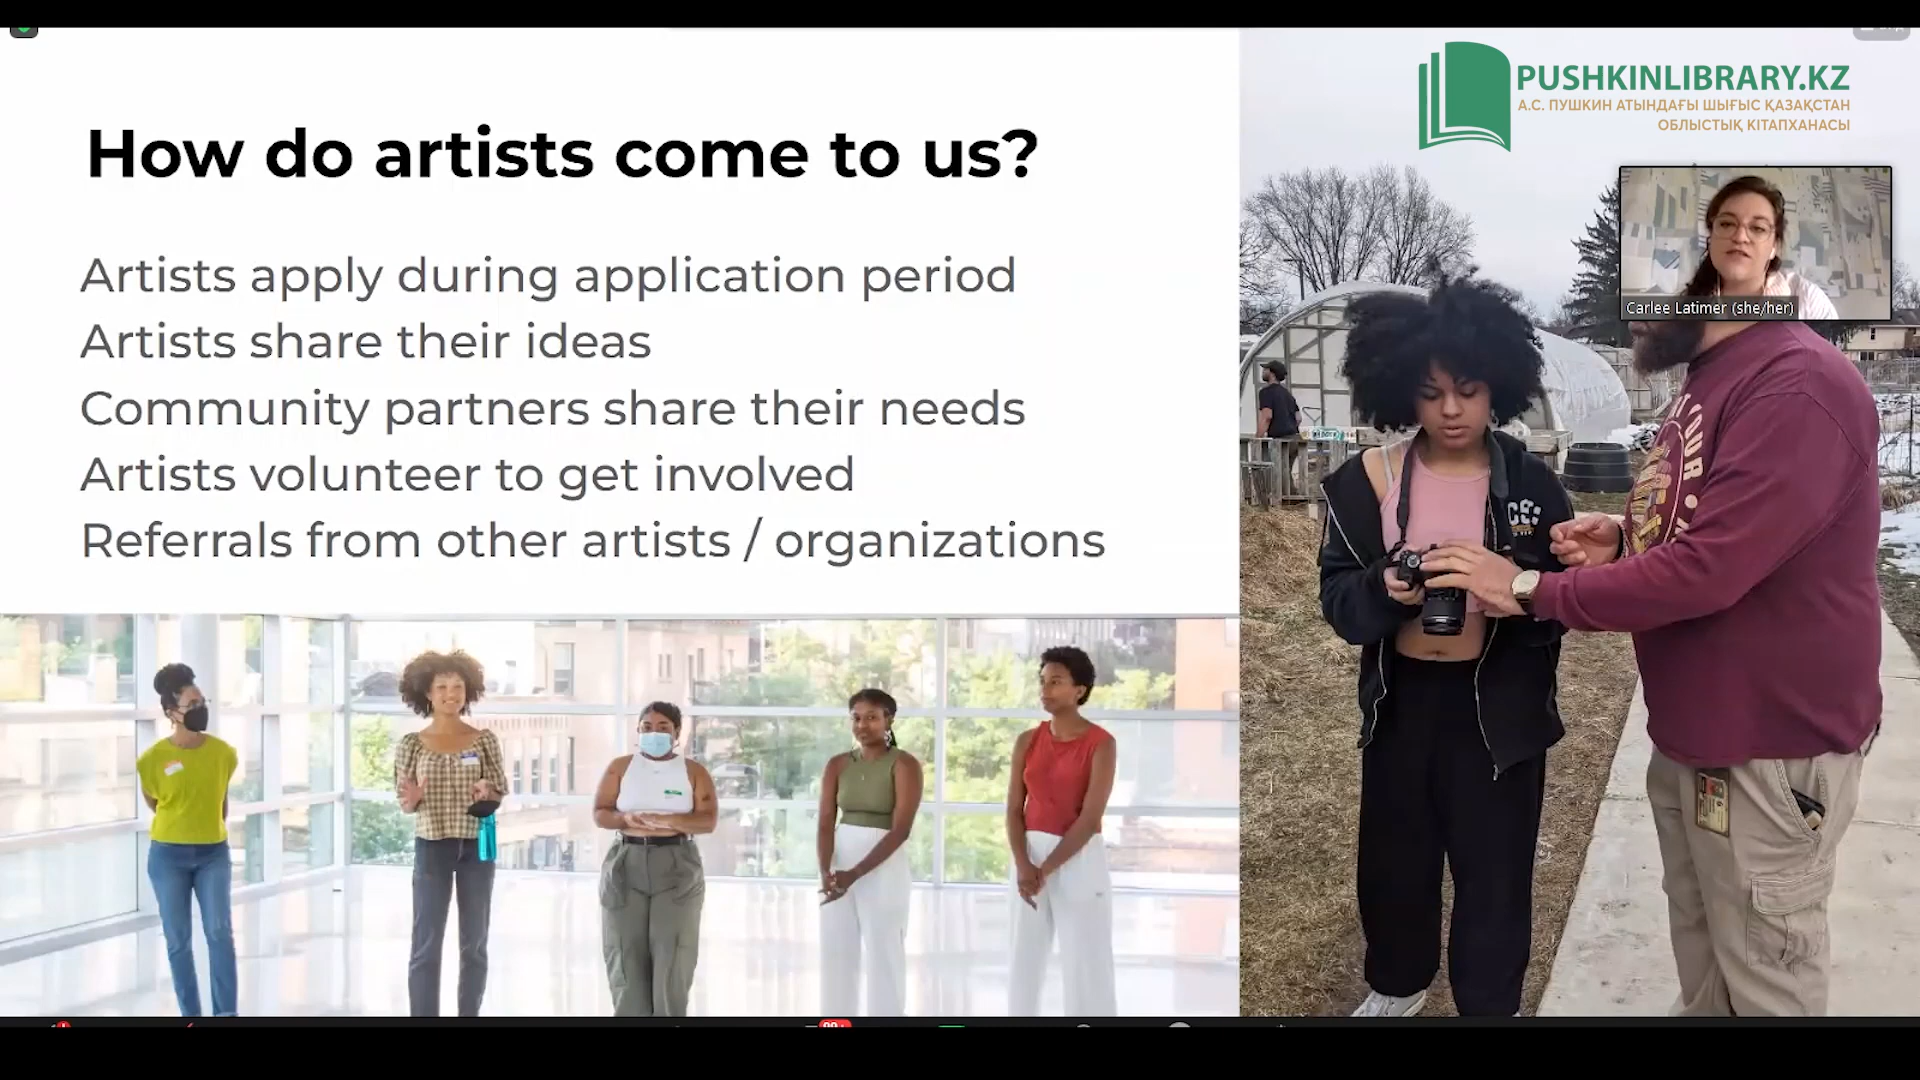 How do artists come to us?
Artists apply during application period
Artists share their ideas
Community partners share their needs
Artists volunteer to get involved
Referrals from other artists / organizations
PUSHKINLIBRARY.KZ
А.С. ПУШКИН АТЫНДАҒЫ ШЫҒЫС ҚАЗАҚСТАН
ОБЛЫСТЫҚ КІТАПХАНАСЫ
Carlee Latimer (she/her)